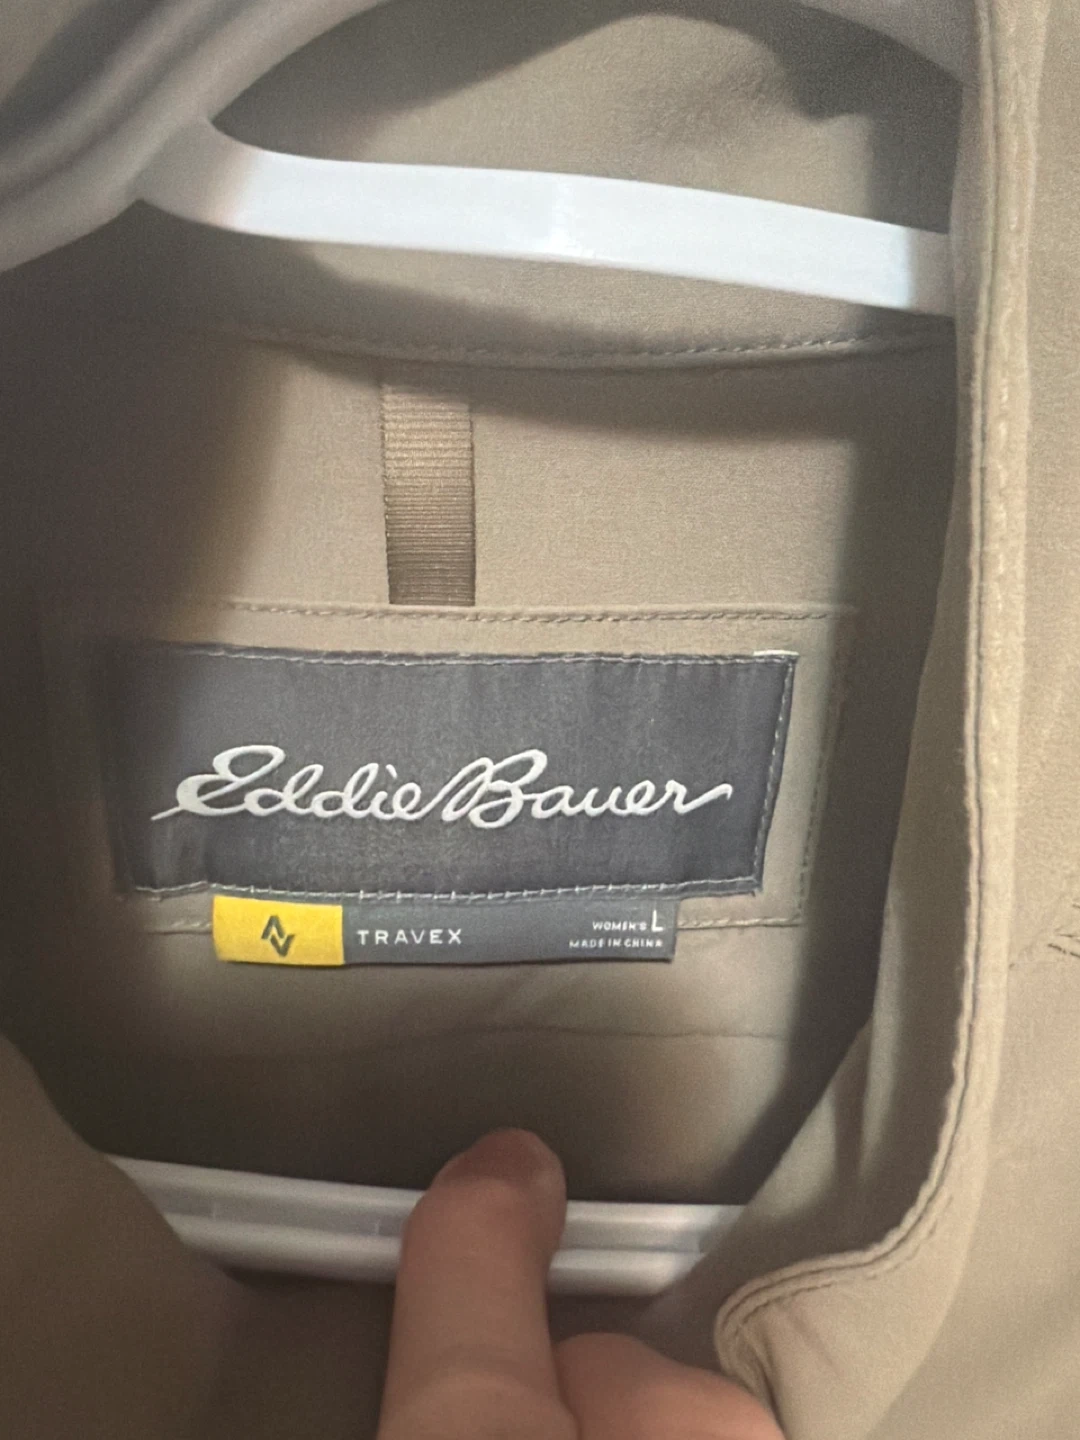 Eddie Bauer
TRAVEX
WOMEN'S L
MADE IN CHINA